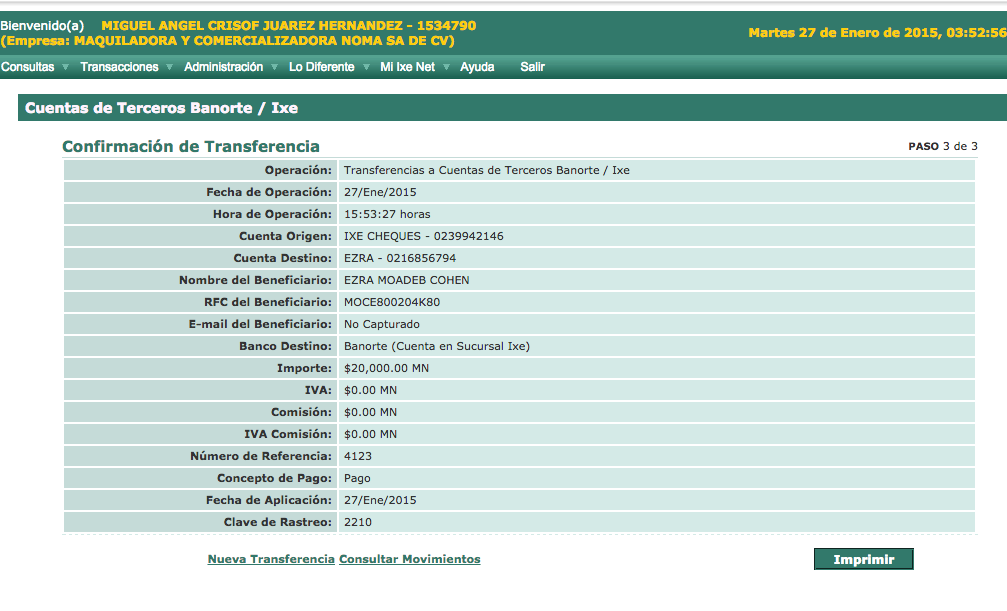 Bienvenido(a) MIGUEL ANGEL CRISOF JUAREZ HERNANDEZ - 1534790
(Empresa: MAQUILADORA Y COMERCIALIZADORA NOMA SA DE CV)
Martes 27 de Enero de 2015, 03:52:56
Consultas Transacciones Administración Lo Diferente Mi Ixe Net Ayuda Salir
Cuentas de Terceros Banorte / Ixe
Confirmación de Transferencia PASO 3 de 3
Operación: Transferencias a Cuentas de Terceros Banorte / Ixe
Fecha de Operación: 27/Ene/2015
Hora de Operación: 15:53:27 horas
Cuenta Origen: IXE CHEQUES - 0239942146
Cuenta Destino: EZRA - 0216856794
Nombre del Beneficiario: EZRA MOADEB COHEN
RFC del Beneficiario: MOCE800204K80
E-mail del Beneficiario: No Capturado
Banco Destino: Banorte (Cuenta en Sucursal Ixe)
Importe: $20,000.00 MN
IVA: $0.00 MN
Comisión: $0.00 MN
IVA Comisión: $0.00 MN
Número de Referencia: 4123
Concepto de Pago: Pago
Fecha de Aplicación: 27/Ene/2015
Clave de Rastreo: 2210
Nueva Transferencia Consultar Movimientos Imprimir